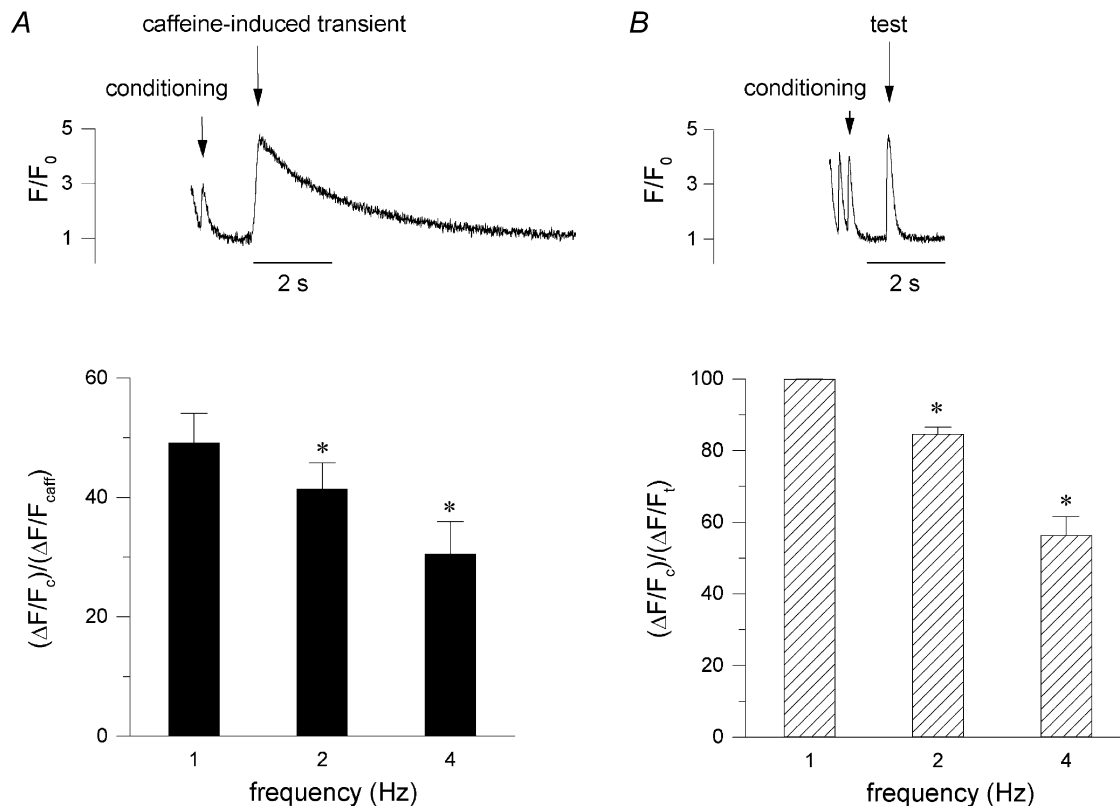 A
caffeine-induced transient
conditioning
F/F0
5
3
1
2 s
B
test
conditioning
F/F0
5
3
1
2 s
(ΔF/Fc)/(ΔF/Fcaff)
60
40
20
0
*
*
1 2 4
frequency (Hz)
(ΔF/Fc)/(ΔF/Ft)
100
80
60
40
20
0
*
*
1 2 4
frequency (Hz)